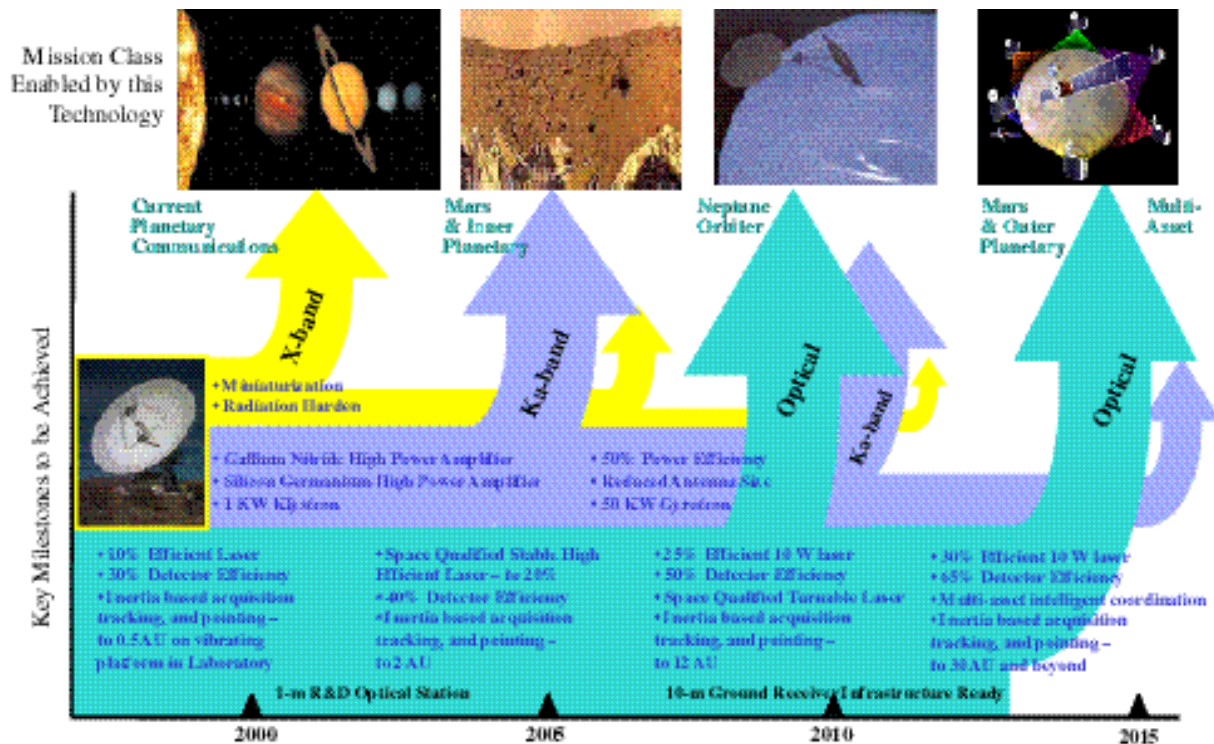 Mission Class
Enabled by this
Technology
Current
Planetary
Communications
Mars
& Inner
Planetary
Neptune
Orbiter
Mars
& Outer
Planetary
Multi-
Asset
Key Milestones to be Achieved
X-band
Ka-band
Optical
Ka-band
Optical
• Miniaturization
• Radiation Harden
• Gallium Nitride High Power Amplifier
• Silicon Germanium High Power Amplifier
• 1 KW Klystron
• 50% Power Efficiency
• Reduced Antenna Size
• 50 KW Gyrotron
• 10% Efficient Laser
• 30% Detector Efficiency
• Inertia based acquisition
tracking, and pointing –
to 0.5 AU on vibrating
platform in Laboratory
• Space Qualified Stable High
Efficient Laser – to 20%
• 40% Detector Efficiency
• Inertia based acquisition
tracking, and pointing –
to 2 AU
• 25% Efficient 10 W laser
• 50% Detector Efficiency
• Space Qualified Turnable Laser
• Inertia based acquisition
tracking, and pointing –
to 12 AU
• 30% Efficient 10 W laser
• 65% Detector Efficiency
• Multi-asset intelligent coordination
• Inertia based acquisition
tracking, and pointing –
to 30 AU and beyond
1-m R&D Optical Station
10-m Ground Receiver Infrastructure Ready
2000
2005
2010
2015